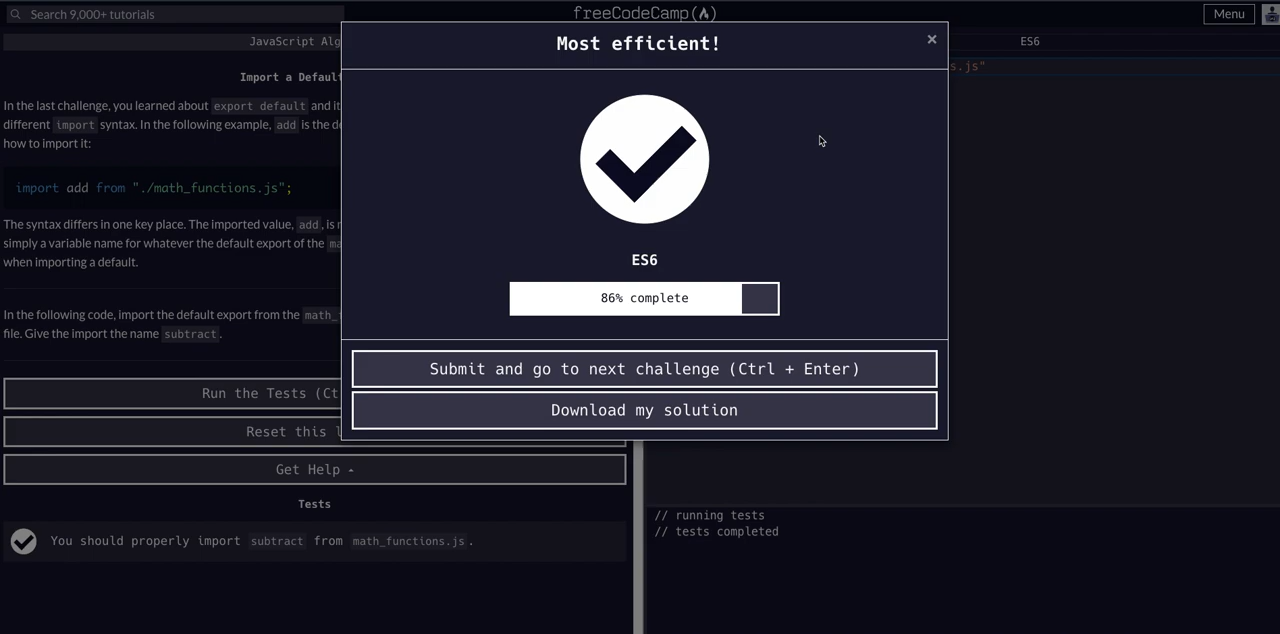 Search 9,000+ tutorials
freeCodeCamp
Menu
JavaScript Alg
ES6
Import a Default
In the last challenge, you learned about export default and it
different import syntax. In the following example, add is the de
how to import it:
import add from "./math_functions.js";
The syntax differs in one key place. The imported value, add, is
simply a variable name for whatever the default export of the
when importing a default.
In the following code, import the default export from the math_
file. Give the import the name subtract.
Run the Tests (Ct
Reset this l
Get Help
Tests
You should properly import subtract from math_functions.js.
Most efficient!
×
ES6
86% complete
Submit and go to next challenge (Ctrl + Enter)
Download my solution
s.js"
// running tests
// tests completed